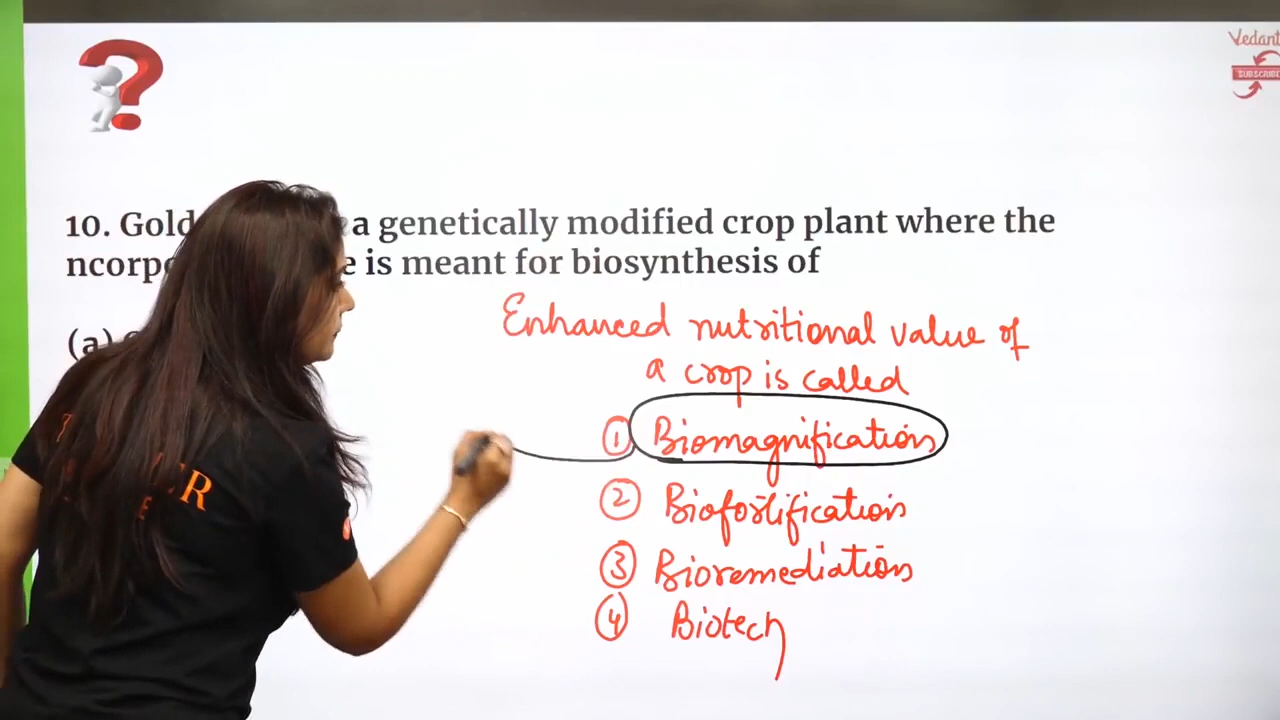 Vedant
SUBSCRIBE
10. Gold a genetically modified crop plant where the
ncorp e is meant for biosynthesis of
(a)
Enhanced nutritional value of
a crop is called
① Biomagnification
② Biofortification
③ Bioremediation
④ Biotech